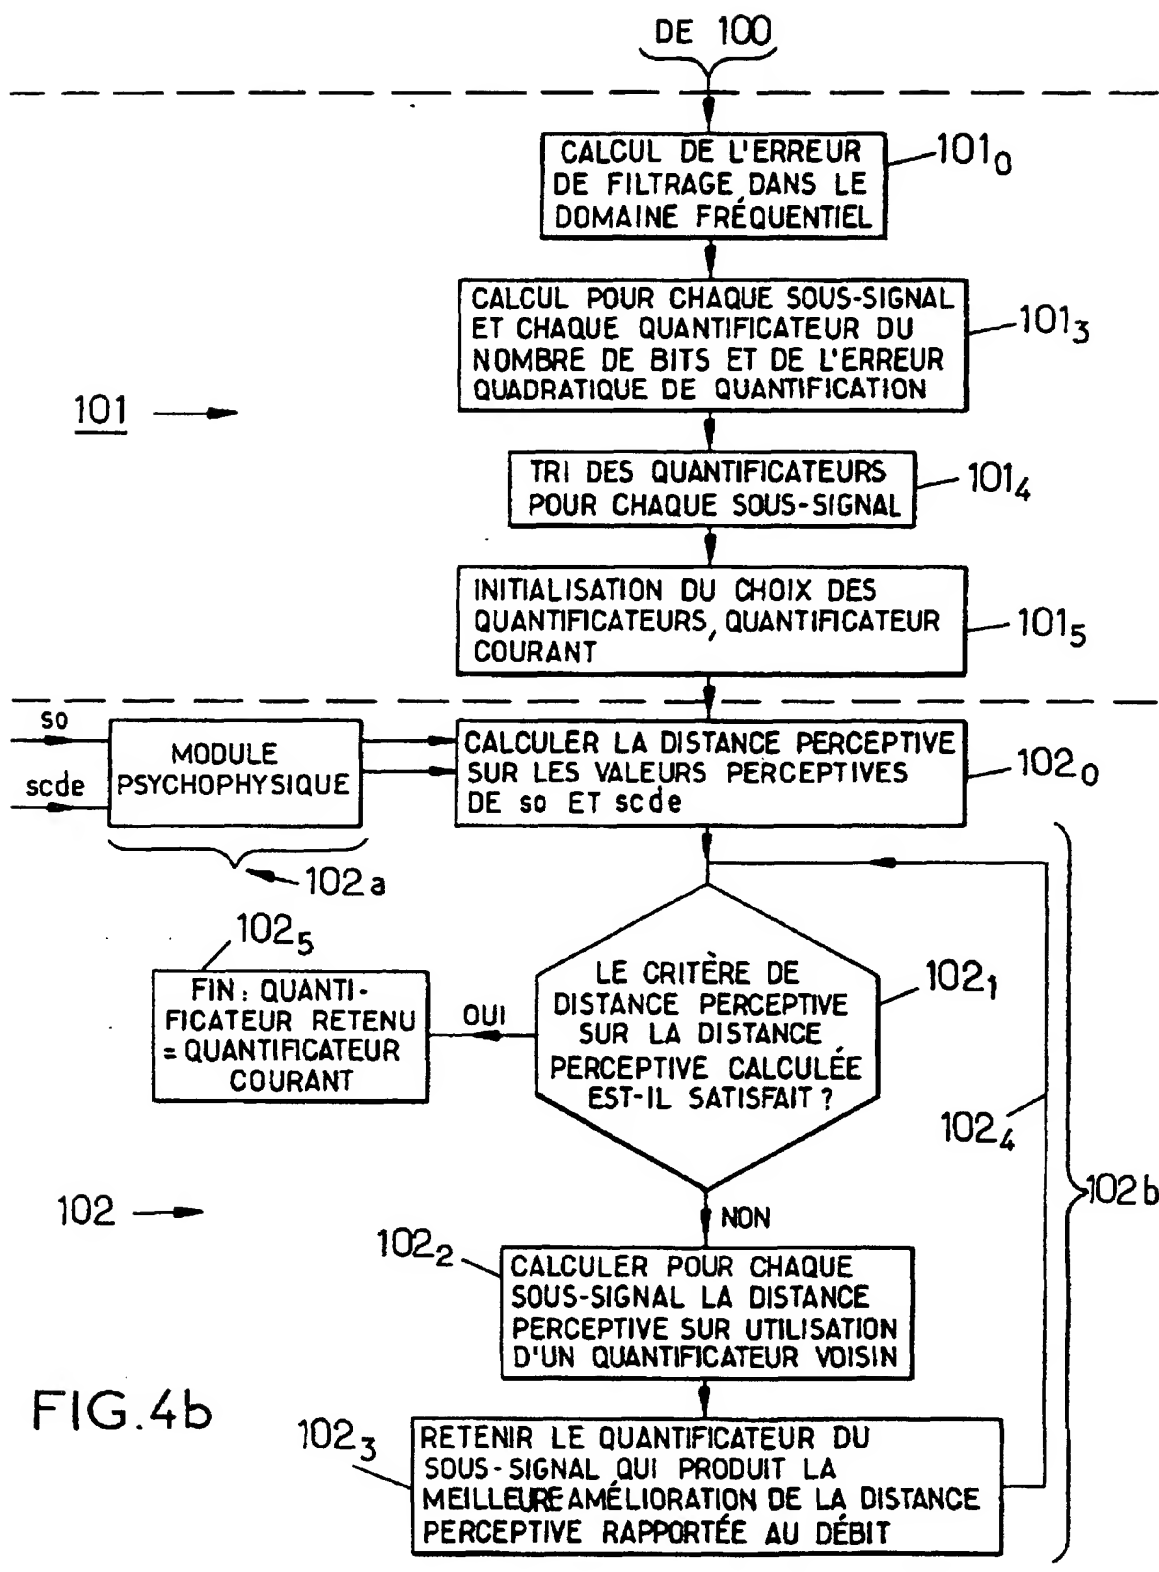 DE 100
CALCUL DE L'ERREUR
DE FILTRAGE DANS LE
DOMAINE FRÉQUENTIEL
101₀
CALCUL POUR CHAQUE SOUS-SIGNAL
ET CHAQUE QUANTIFICATEUR DU
NOMBRE DE BITS ET DE L'ERREUR
QUADRATIQUE DE QUANTIFICATION
101₃
101
TRI DES QUANTIFICATEURS
POUR CHAQUE SOUS-SIGNAL
101₄
INITIALISATION DU CHOIX DES
QUANTIFICATEURS, QUANTIFICATEUR
COURANT
101₅
so
scde
MODULE
PSYCHOPHYSIQUE
102a
CALCULER LA DISTANCE PERCEPTIVE
SUR LES VALEURS PERCEPTIVES
DE so ET scde
102₀
102₅
FIN : QUANTI-
FICATEUR RETENU
= QUANTIFICATEUR
COURANT
OUI
LE CRITÈRE DE
DISTANCE PERCEPTIVE
SUR LA DISTANCE
PERCEPTIVE CALCULÉE
EST-IL SATISFAIT ?
102₁
102₄
102b
102
NON
102₂
CALCULER POUR CHAQUE
SOUS-SIGNAL LA DISTANCE
PERCEPTIVE SUR UTILISATION
D'UN QUANTIFICATEUR VOISIN
FIG.4b
102₃
RETENIR LE QUANTIFICATEUR DU
SOUS-SIGNAL QUI PRODUIT LA
MEILLEURE AMÉLIORATION DE LA DISTANCE
PERCEPTIVE RAPPORTÉE AU DÉBIT